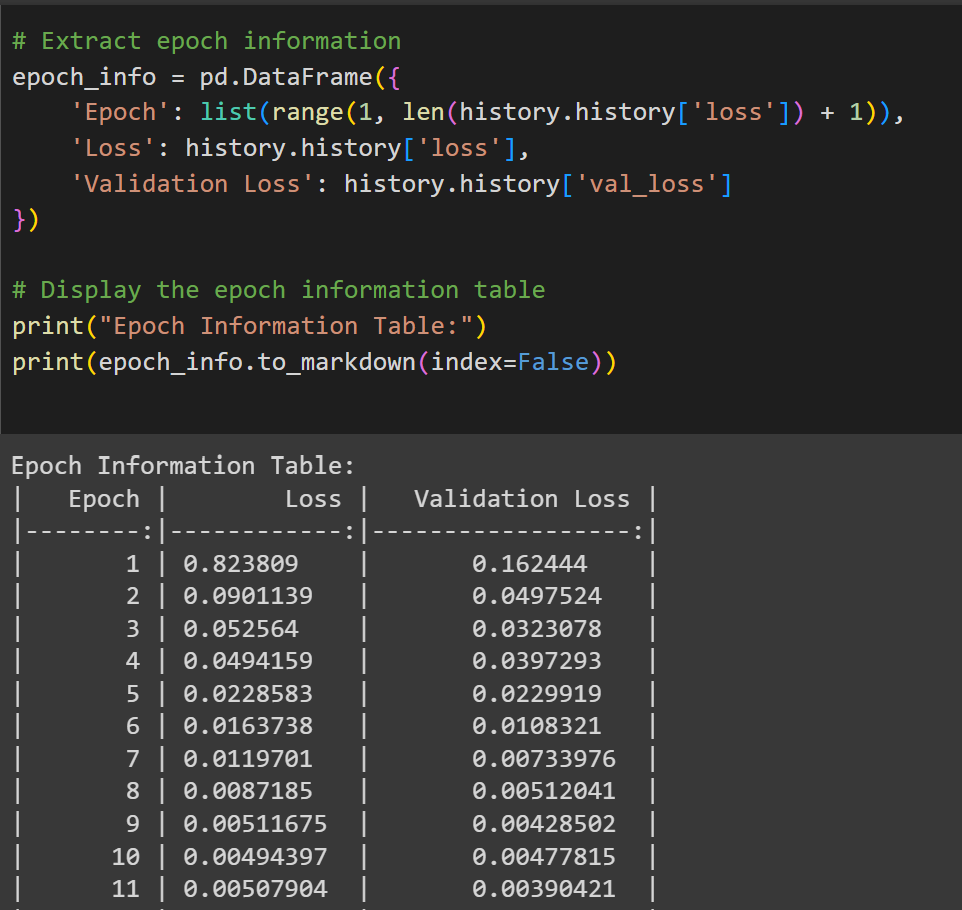 # Extract epoch information
epoch_info = pd.DataFrame({
    'Epoch': list(range(1, len(history.history['loss']) + 1)),
    'Loss': history.history['loss'],
    'Validation Loss': history.history['val_loss']
})
# Display the epoch information table
print("Epoch Information Table:")
print(epoch_info.to_markdown(index=False))
Epoch Information Table:
|   Epoch |        Loss |   Validation Loss |
|--------:|------------:|------------------:|
|       1 | 0.823809    |       0.162444    |
|       2 | 0.0901139   |       0.0497524   |
|       3 | 0.052564    |       0.0323078   |
|       4 | 0.0494159   |       0.0397293   |
|       5 | 0.0228583   |       0.0229919   |
|       6 | 0.0163738   |       0.0108321   |
|       7 | 0.0119701   |       0.00733976  |
|       8 | 0.0087185   |       0.00512041  |
|       9 | 0.00511675  |       0.00428502  |
|      10 | 0.00494397  |       0.00477815  |
|      11 | 0.00507904  |       0.00390421  |